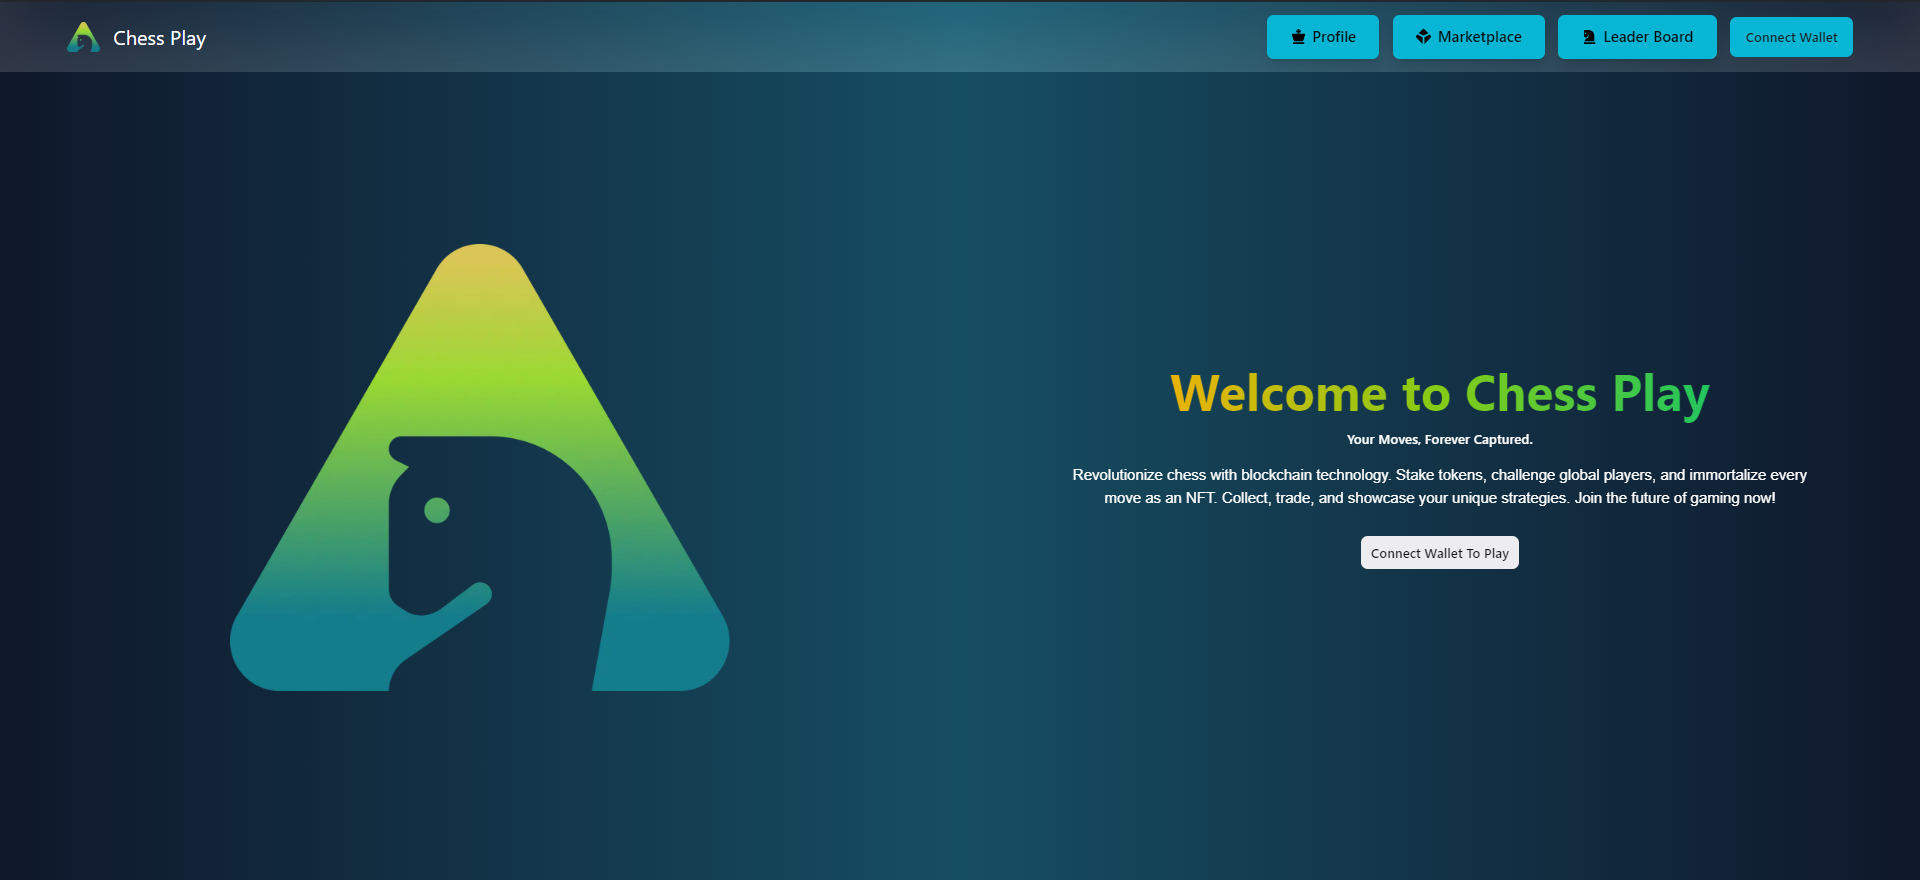 Chess Play
Profile
Marketplace
Leader Board
Connect Wallet
Welcome to Chess Play
Your Moves, Forever Captured.
Revolutionize chess with blockchain technology. Stake tokens, challenge global players, and immortalize every
move as an NFT. Collect, trade, and showcase your unique strategies. Join the future of gaming now!
Connect Wallet To Play